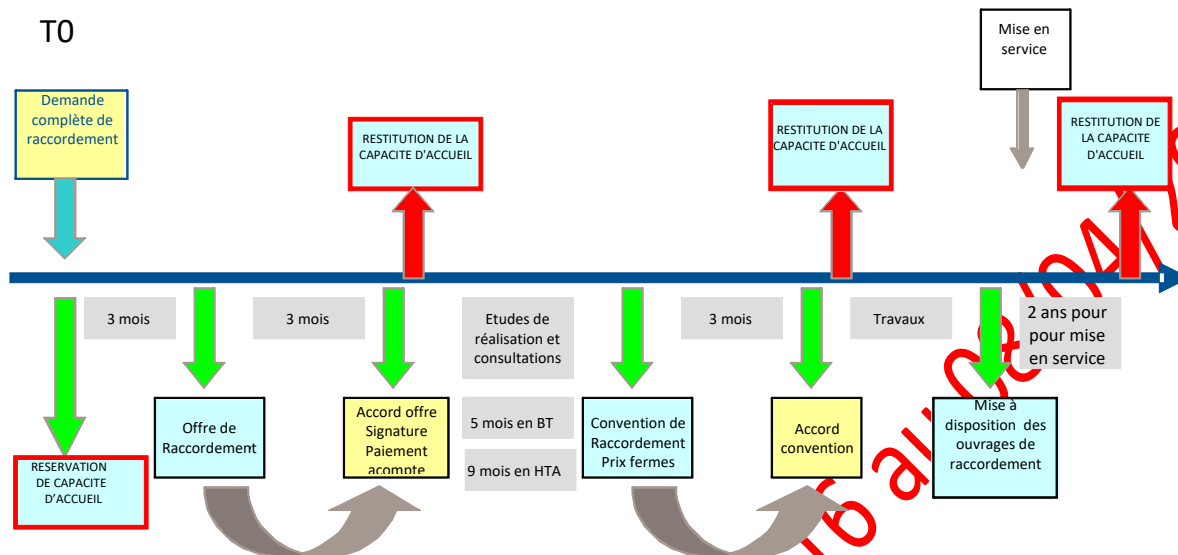 T0
Mise en
service
Demande
complète de
raccordement
RESTITUTION DE LA
CAPACITE D'ACCUEIL
RESTITUTION DE LA
CAPACITE D'ACCUEIL
RESTITUTION DE
LA CAPACITE
D'ACCUEIL
3 mois
3 mois
Etudes de
réalisation et
consultations
3 mois
Travaux
2 ans pour
pour mise
en service
RESERVATION
DE CAPACITE
D'ACCUEIL
Offre de
Raccordement
Accord offre
Signature
Paiement
acompte
5 mois en BT
9 mois en HTA
Convention de
Raccordement
Prix fermes
Accord
convention
Mise à
disposition des
ouvrages de
raccordement